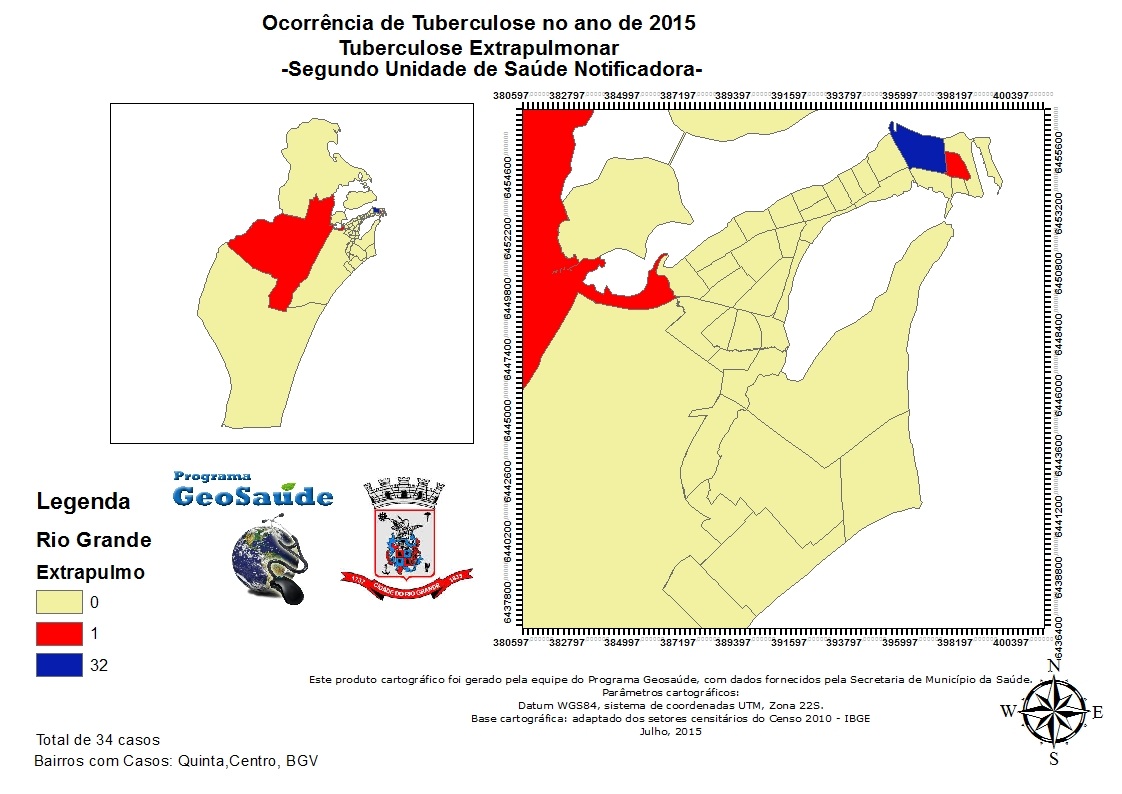 Ocorrência de Tuberculose no ano de 2015
Tuberculose Extrapulmonar
-Segundo Unidade de Saúde Notificadora-
380597 382797 384997 387197 389397 391597 393797 395997 398197 400397
6454600
6452200
6449800
6447400
6445000
6442600
6440200
6437800
6455600
6453200
6450800
6448400
6446000
6443600
6441200
6438800
6436400
380597 382797 384997 387197 389397 391597 393797 395997 398197 400397
Legenda
Rio Grande
Extrapulmo
0
1
32
Programa
GeoSaúde
1737 CIDADE DO RIO GRANDE 1835
Este produto cartográfico foi gerado pela equipe do Programa Geosaúde, com dados fornecidos pela Secretaria de Município da Saúde.
Parâmetros cartográficos:
Datum WGS84, sistema de coordenadas UTM, Zona 22S.
Base cartográfica: adaptado dos setores censitários do Censo 2010 - IBGE
Julho, 2015
N
W E
S
Total de 34 casos
Bairros com Casos: Quinta,Centro, BGV